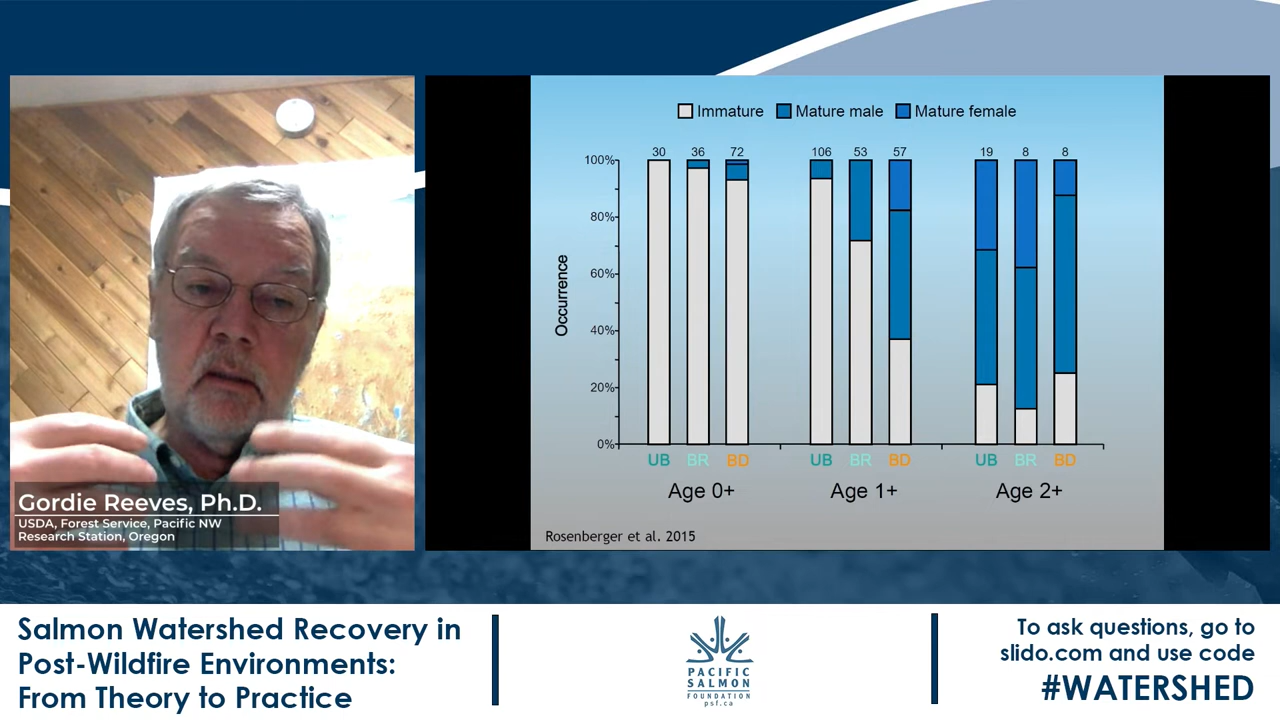 Immature Mature male Mature female
30 36 72 106 53 57 19 8 8
100%
80%
60%
40%
20%
0%
Occurrence
UB BR BD UB BR BD UB BR BD
Age 0+ Age 1+ Age 2+
Rosenberger et al. 2015
Gordie Reeves, Ph.D.
USDA, Forest Service, Pacific NW
Research Station, Oregon
Salmon Watershed Recovery in
Post-Wildfire Environments:
From Theory to Practice
PACIFIC
SALMON
FOUNDATION
psf.ca
To ask questions, go to
slido.com and use code
#WATERSHED